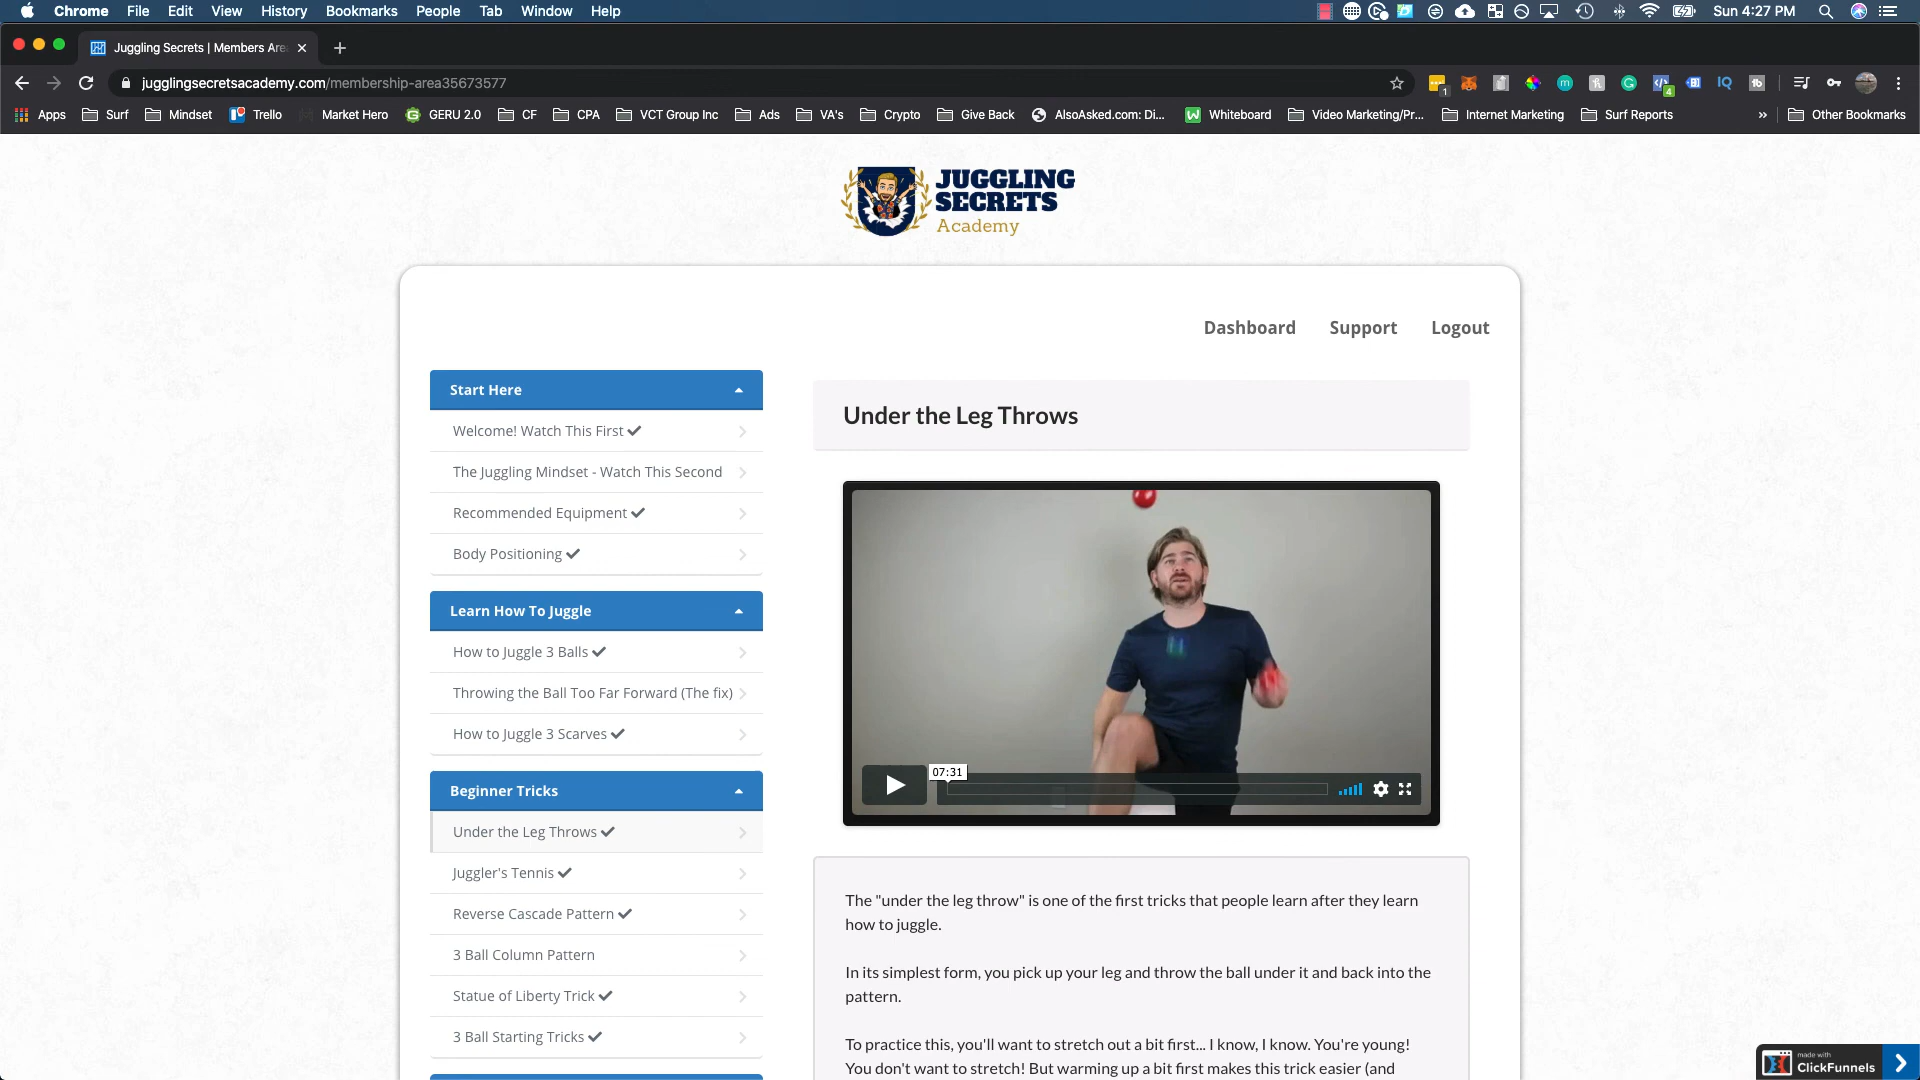 Chrome File Edit View History Bookmarks People Tab Window Help
Sun 4:27 PM
Juggling Secrets | Members Are
jugglingsecretsacademy.com/membership-area35673577
Apps Surf Mindset Trello Market Hero GERU 2.0 CF CPA VCT Group Inc Ads VA's Crypto Give Back AlsoAsked.com: Di... Whiteboard Video Marketing/Pr... Internet Marketing Surf Reports » Other Bookmarks
JUGGLING
SECRETS
Academy
Dashboard Support Logout
Start Here
Welcome! Watch This First
The Juggling Mindset - Watch This Second
Recommended Equipment
Body Positioning
Learn How To Juggle
How to Juggle 3 Balls
Throwing the Ball Too Far Forward (The fix)
How to Juggle 3 Scarves
Beginner Tricks
Under the Leg Throws
Juggler's Tennis
Reverse Cascade Pattern
3 Ball Column Pattern
Statue of Liberty Trick
3 Ball Starting Tricks
Under the Leg Throws
07:31
The "under the leg throw" is one of the first tricks that people learn after they learn
how to juggle.
In its simplest form, you pick up your leg and throw the ball under it and back into the
pattern.
To practice this, you'll want to stretch out a bit first... I know, I know. You're young!
You don't want to stretch! But warming up a bit first makes this trick easier (and
made with
ClickFunnels